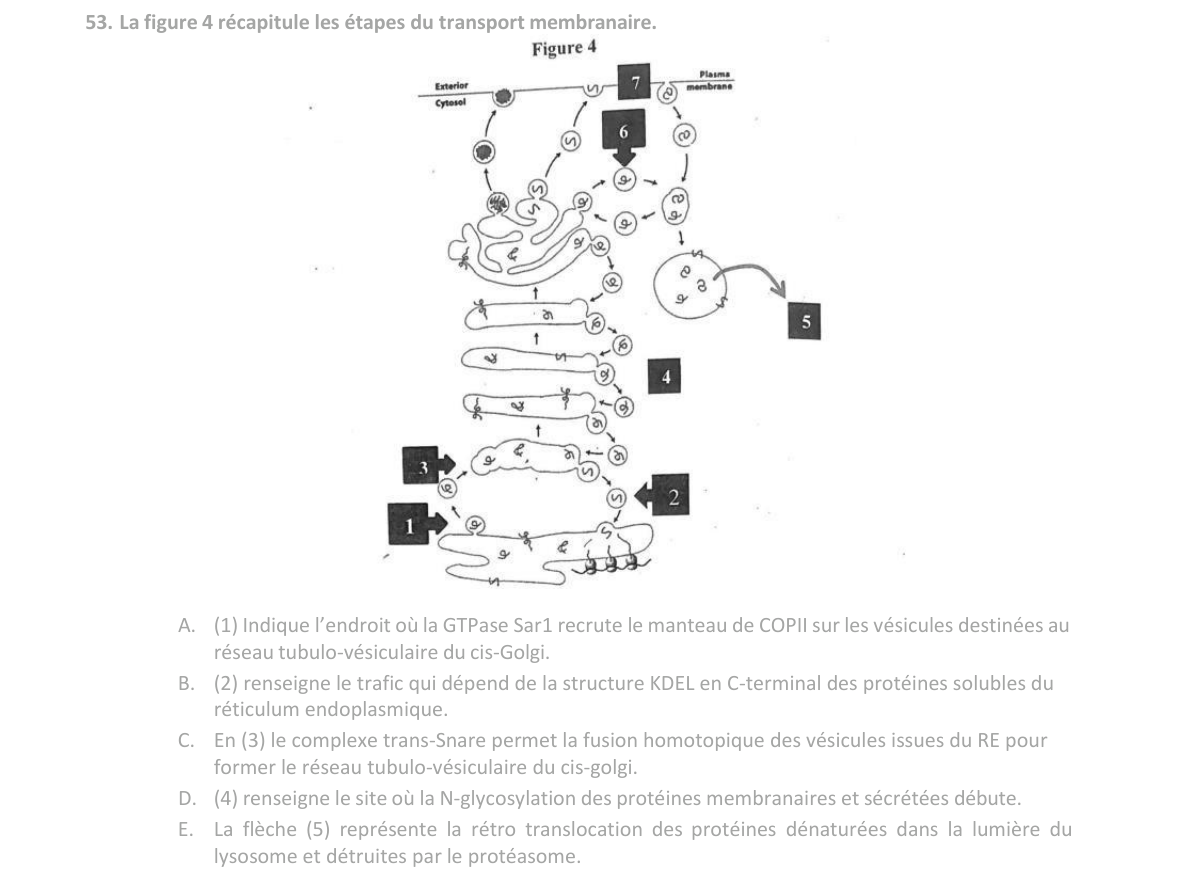 53. La figure 4 récapitule les étapes du transport membranaire.
Figure 4
Exterior
Cytosol
7
Plasma
membrane
6
5
4
3
2
1
A. (1) Indique l’endroit où la GTPase Sar1 recrute le manteau de COPII sur les vésicules destinées au
réseau tubulo-vésiculaire du cis-Golgi.
B. (2) renseigne le trafic qui dépend de la structure KDEL en C-terminal des protéines solubles du
réticulum endoplasmique.
C. En (3) le complexe trans-Snare permet la fusion homotopique des vésicules issues du RE pour
former le réseau tubulo-vésiculaire du cis-golgi.
D. (4) renseigne le site où la N-glycosylation des protéines membranaires et sécrétées débute.
E. La flèche (5) représente la rétro translocation des protéines dénaturées dans la lumière du
lysosome et détruites par le protéasome.